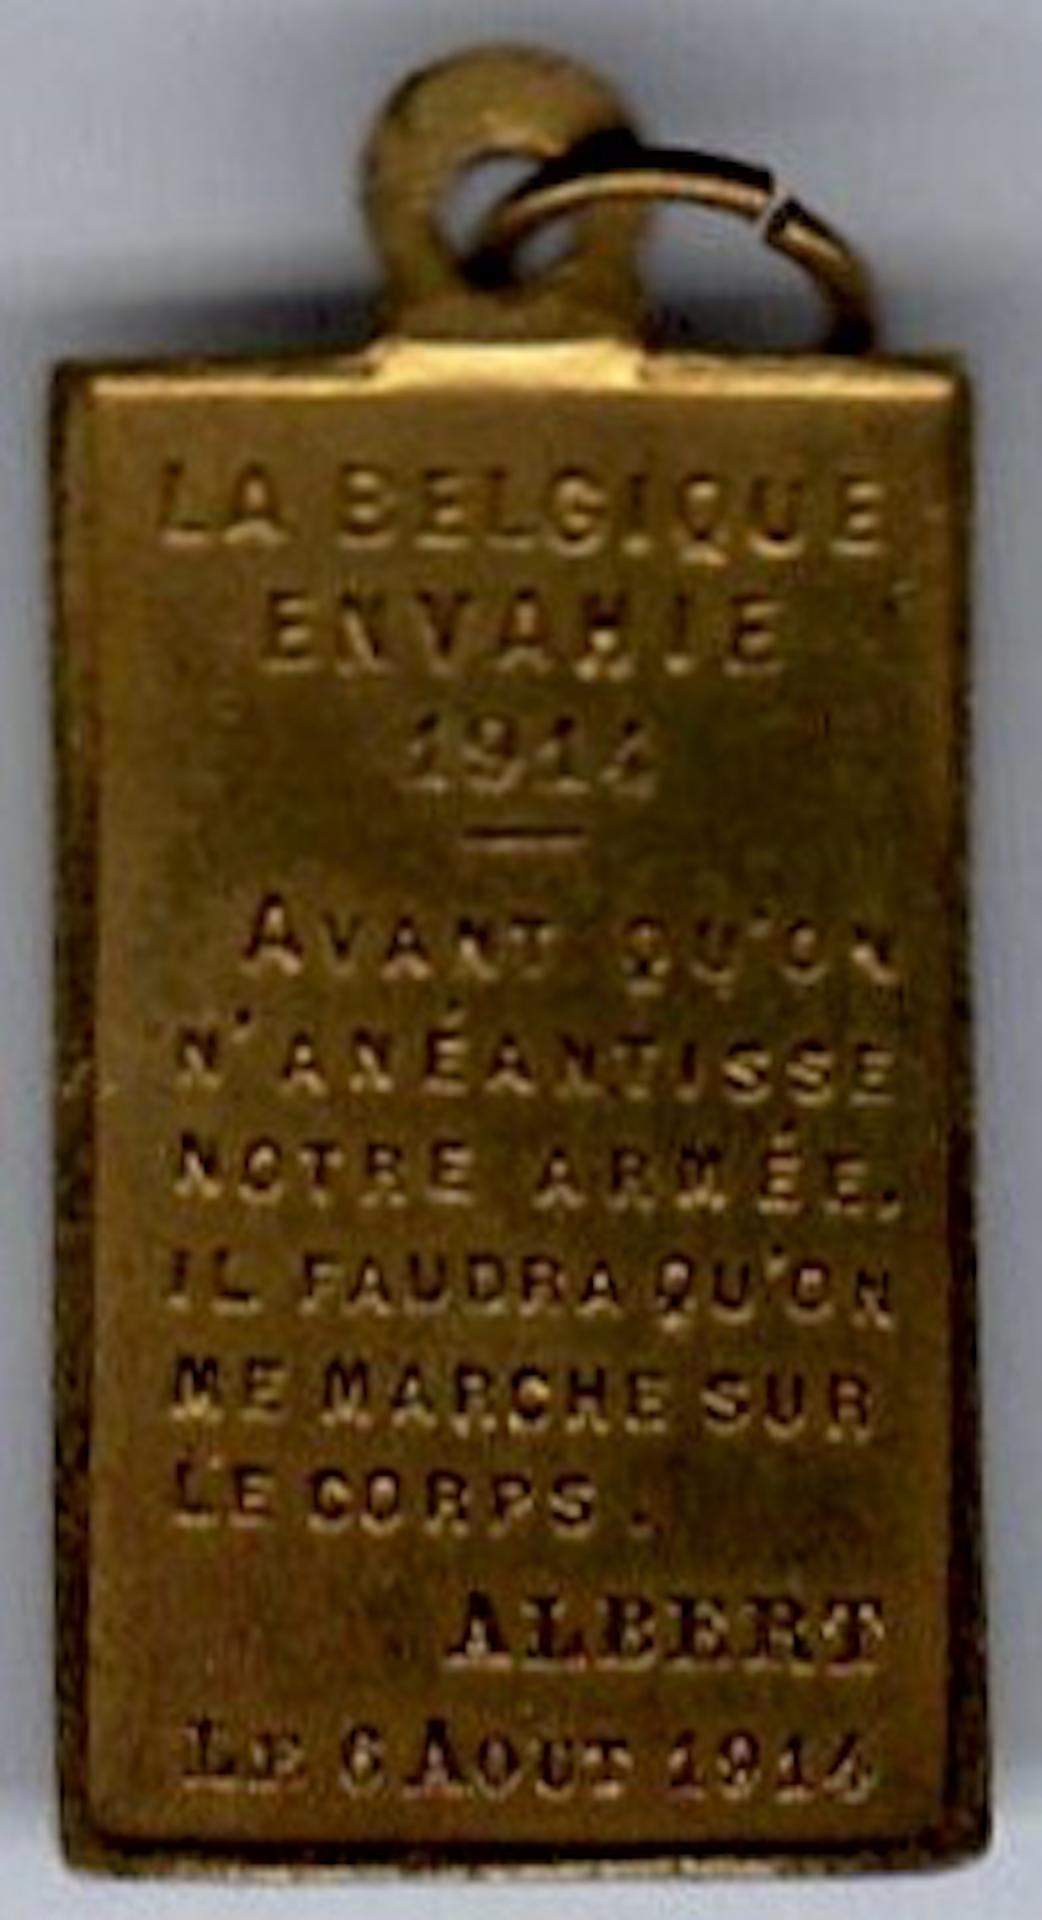 LA BELGIQUE
ENVAHIE
1914
AVANT QU'ON
N'ANÉANTISSE
NOTRE ARMÉE,
IL FAUDRA QU'ON
ME MARCHE SUR
LE CORPS.
ALBERT
LE 6 AOUT 1914